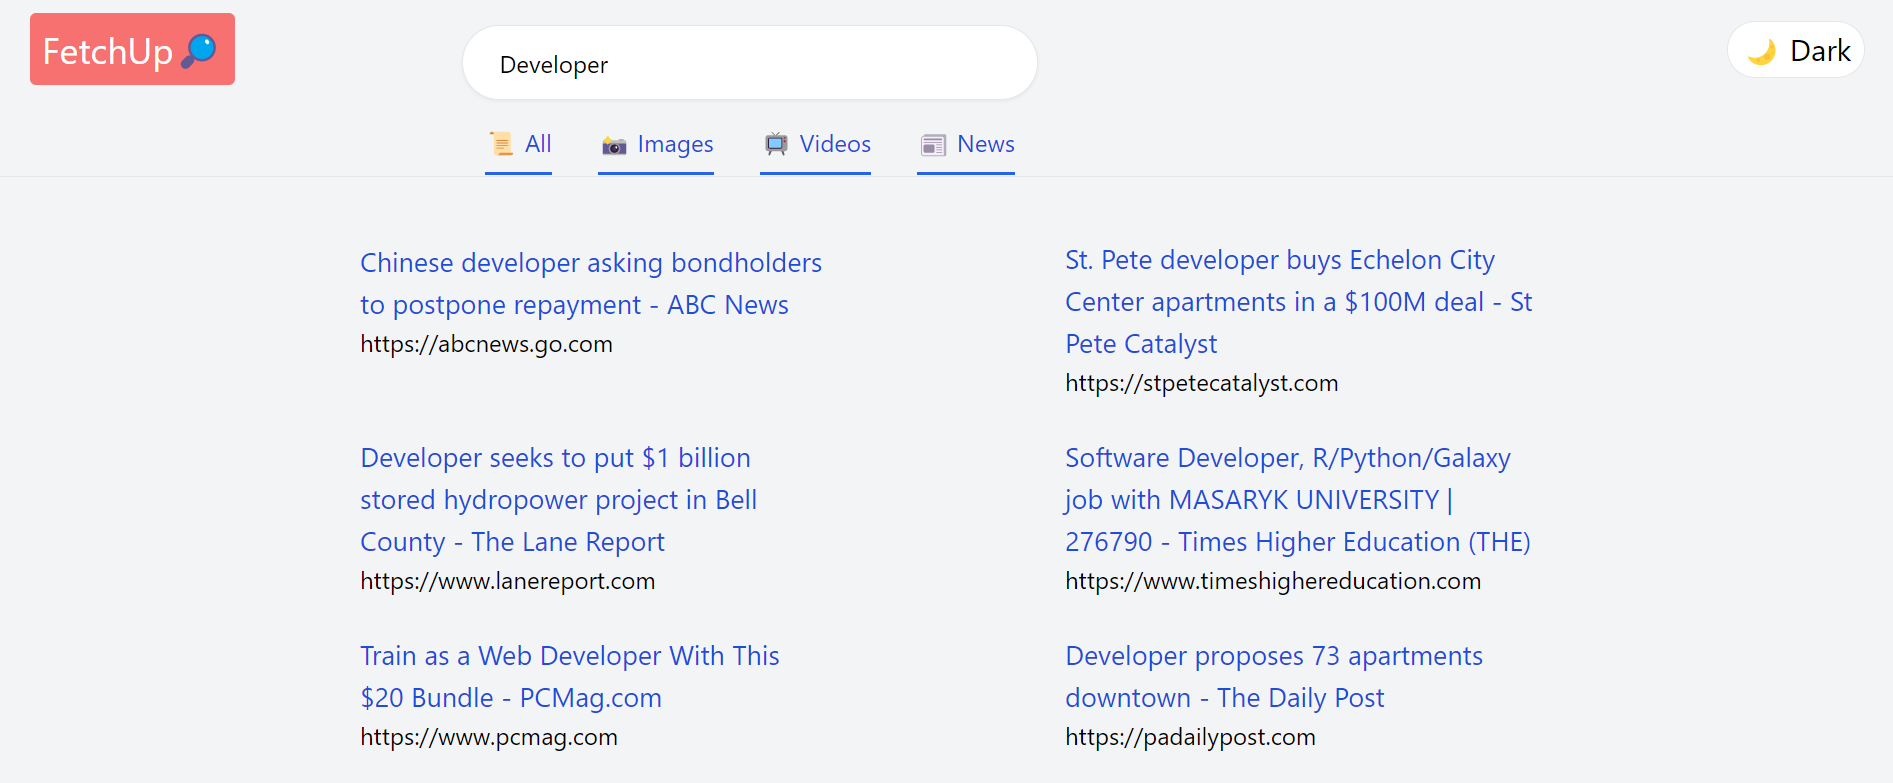 FetchUp
Developer
Dark
All
Images
Videos
News
Chinese developer asking bondholders
to postpone repayment - ABC News
https://abcnews.go.com
St. Pete developer buys Echelon City
Center apartments in a $100M deal - St
Pete Catalyst
https://stpetecatalyst.com
Developer seeks to put $1 billion
stored hydropower project in Bell
County - The Lane Report
https://www.lanereport.com
Software Developer, R/Python/Galaxy
job with MASARYK UNIVERSITY |
276790 - Times Higher Education (THE)
https://www.timeshighereducation.com
Train as a Web Developer With This
$20 Bundle - PCMag.com
https://www.pcmag.com
Developer proposes 73 apartments
downtown - The Daily Post
https://padailypost.com